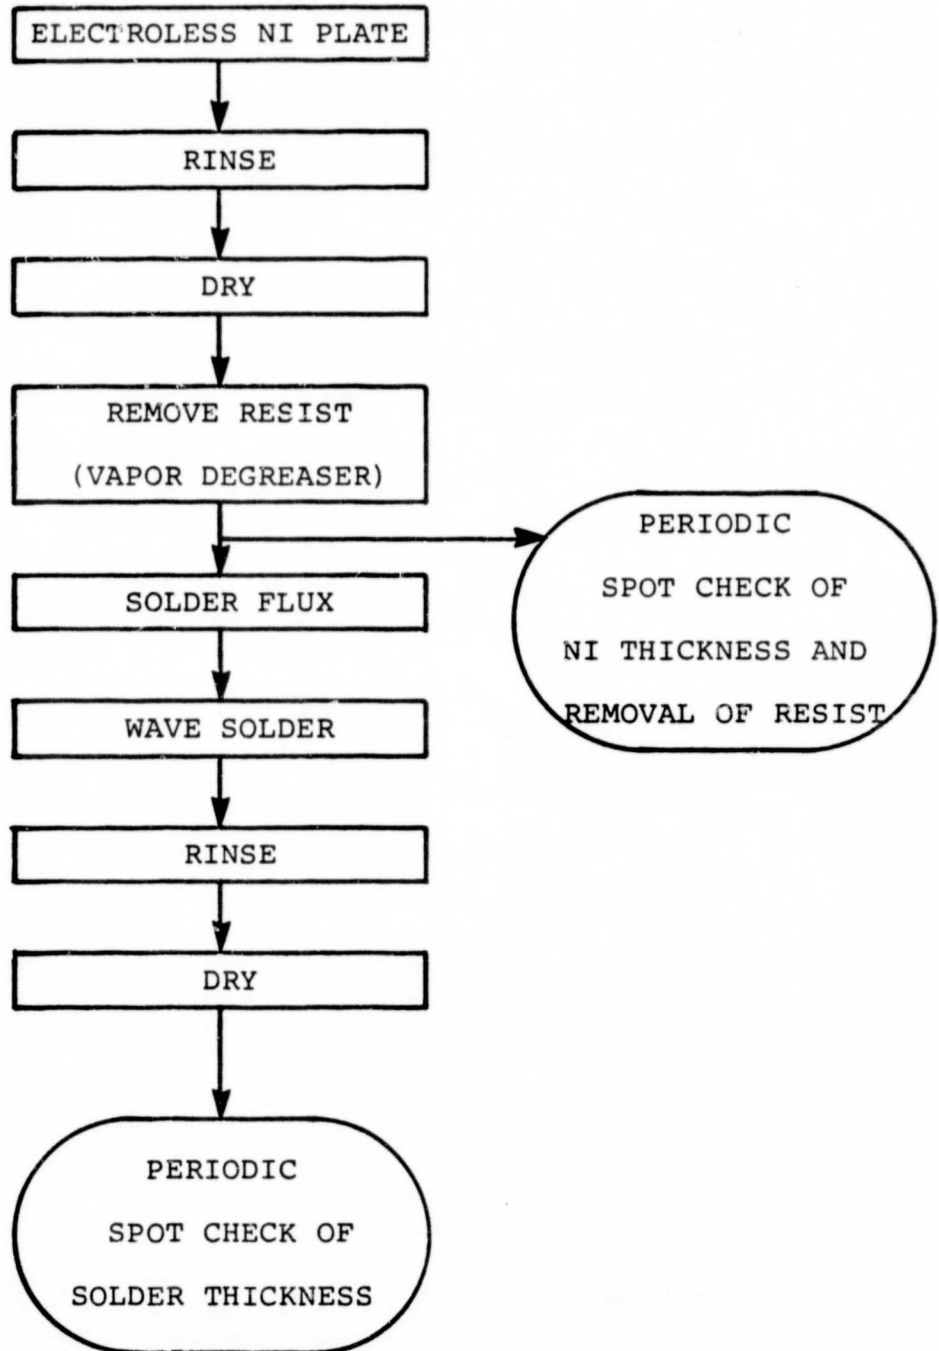 ELECTROLESS NI PLATE
RINSE
DRY
REMOVE RESIST
(VAPOR DEGREASER)
PERIODIC
SPOT CHECK OF
NI THICKNESS AND
REMOVAL OF RESIST
SOLDER FLUX
WAVE SOLDER
RINSE
DRY
PERIODIC
SPOT CHECK OF
SOLDER THICKNESS